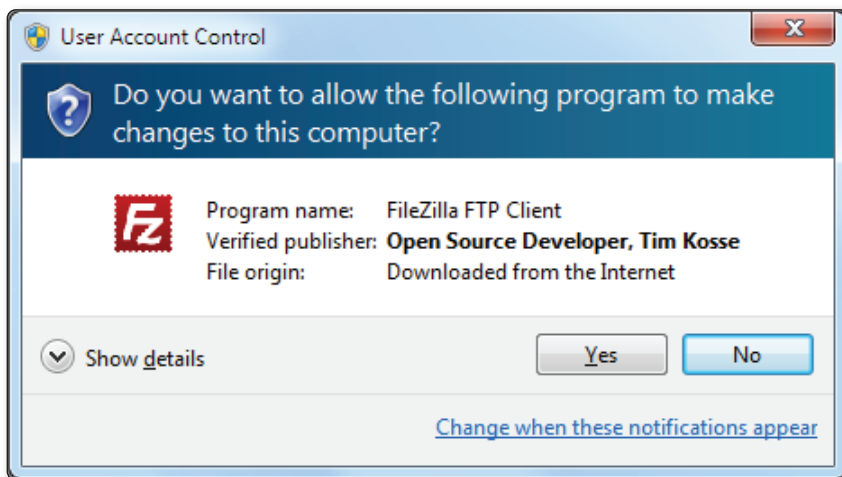 User Account Control
Do you want to allow the following program to make
changes to this computer?
Fz
Program name: FileZilla FTP Client
Verified publisher: Open Source Developer, Tim Kosse
File origin: Downloaded from the Internet
Show details
Yes
No
Change when these notifications appear